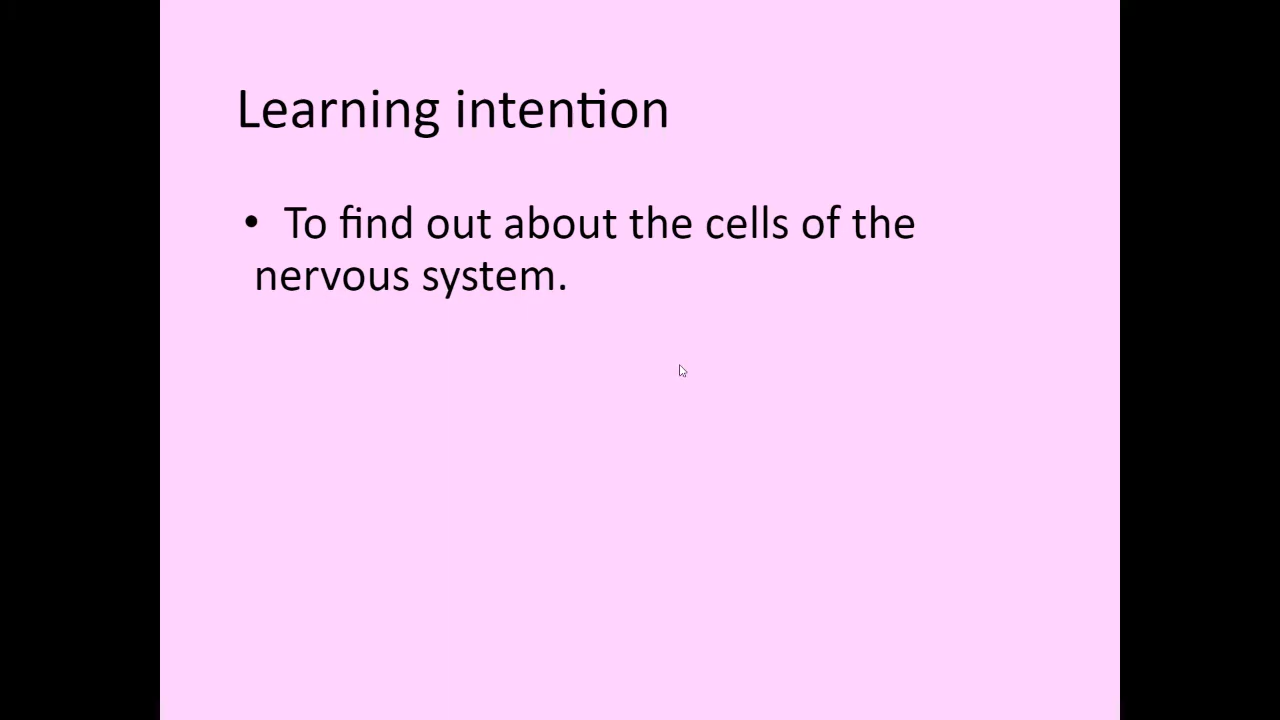 Learning intention
• To find out about the cells of the
nervous system.